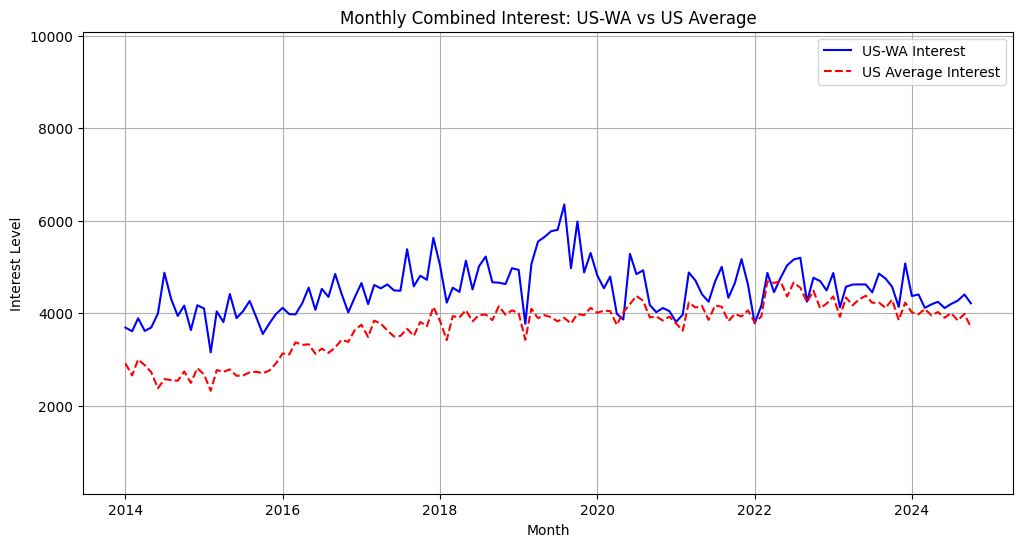 Monthly Combined Interest: US-WA vs US Average
10000
8000
6000
4000
2000
Interest Level
US-WA Interest
US Average Interest
2014 2016 2018 2020 2022 2024
Month